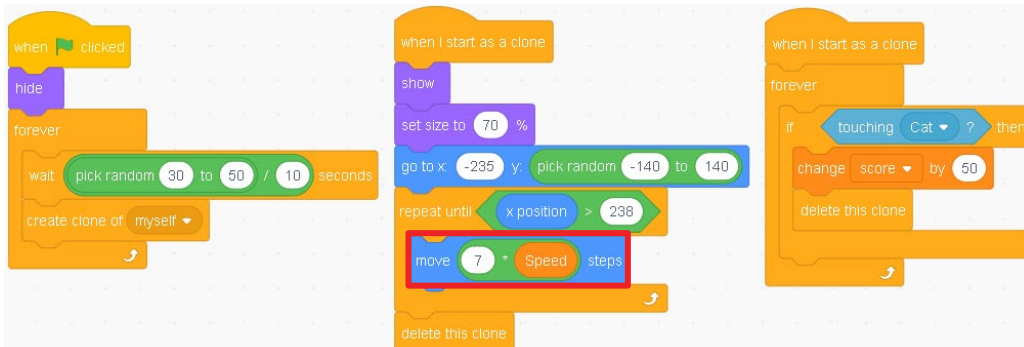 when clicked
hide
forever
wait pick random 30 to 50 / 10 seconds
create clone of myself
when I start as a clone
show
set size to 70 %
go to x: -235 y: pick random -140 to 140
repeat until x position > 238
move 7 * Speed steps
delete this clone
when I start as a clone
forever
if touching Cat ? then
change score by 50
delete this clone